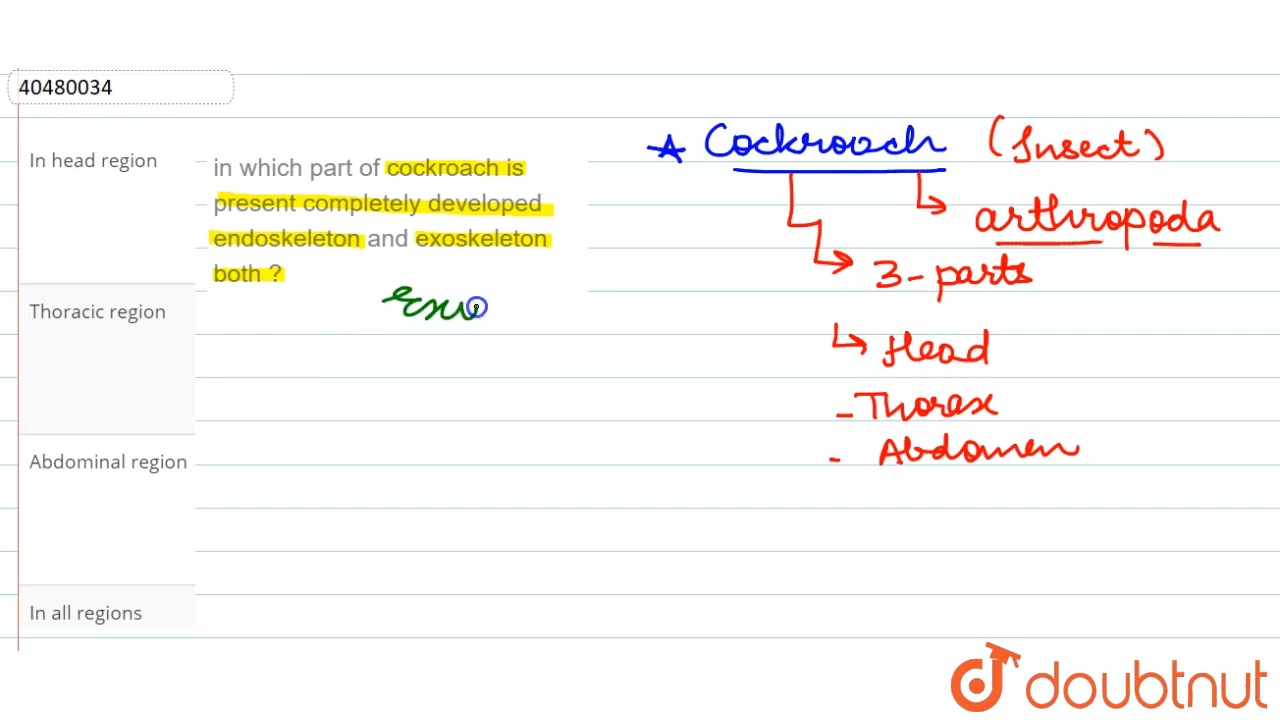 40480034
In head region
Thoracic region
Abdominal region
In all regions
in which part of cockroach is
present completely developed
endoskeleton and exoskeleton
both ?
Cockroach (Insect)
arthropoda
3-parts
Head
- Thorax
- Abdomen
doubtnut